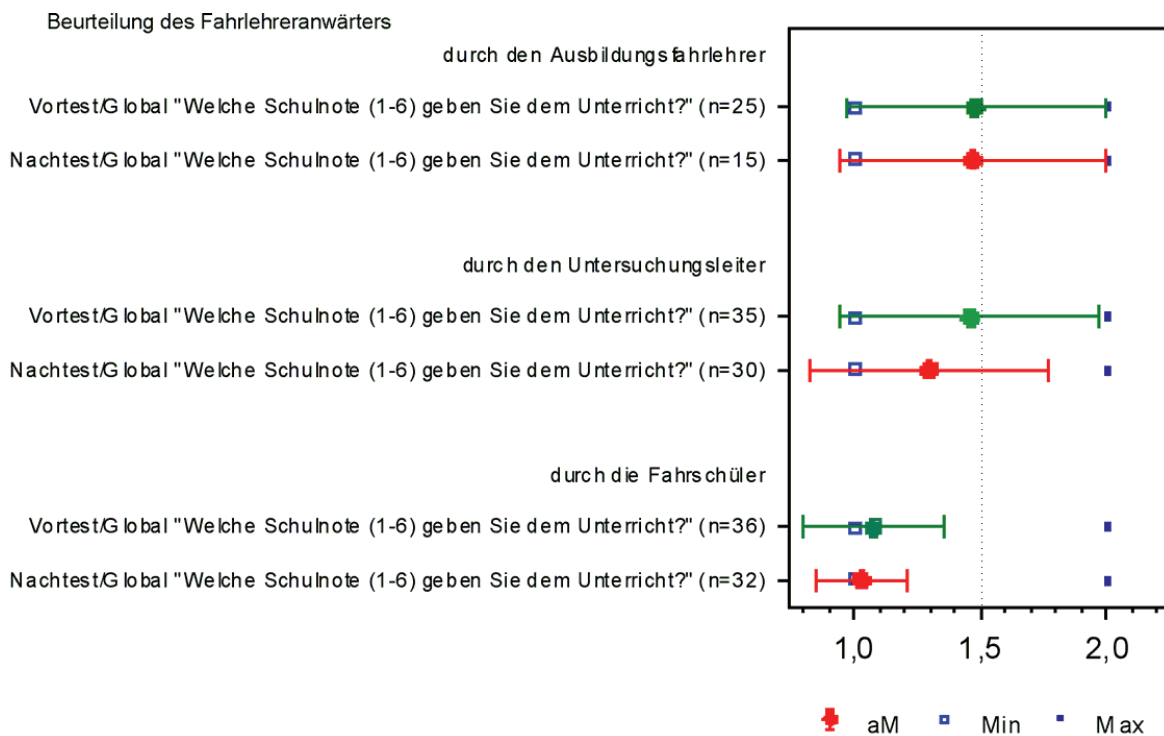 Beurteilung des Fahrlehreranwärters
durch den Ausbildungsfahrlehrer
Vortest/Global "Welche Schulnote (1-6) geben Sie dem Unterricht?" (n=25)
Nachtest/Global "Welche Schulnote (1-6) geben Sie dem Unterricht?" (n=15)
durch den Untersuchungsleiter
Vortest/Global "Welche Schulnote (1-6) geben Sie dem Unterricht?" (n=35)
Nachtest/Global "Welche Schulnote (1-6) geben Sie dem Unterricht?" (n=30)
durch die Fahrschüler
Vortest/Global "Welche Schulnote (1-6) geben Sie dem Unterricht?" (n=36)
Nachtest/Global "Welche Schulnote (1-6) geben Sie dem Unterricht?" (n=32)
1,0 1,5 2,0
aM Min Max